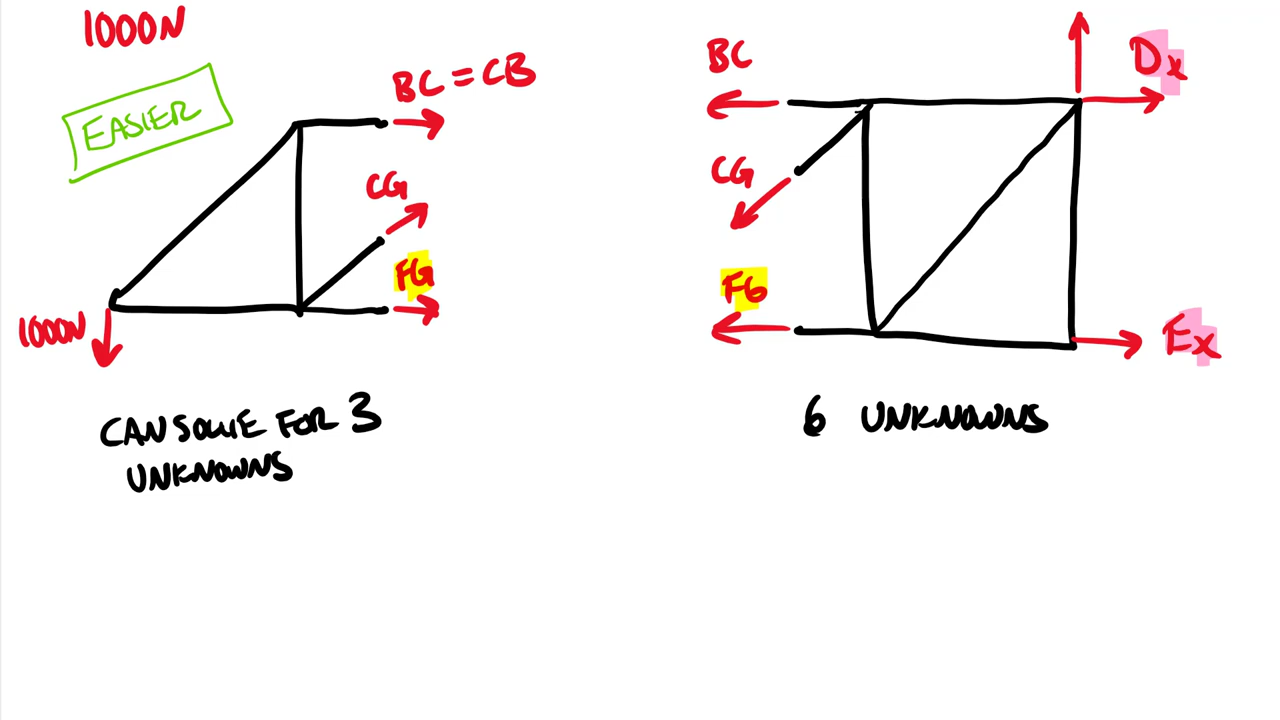 1000N
EASIER
BC = CB
CG
FG
1000N
CAN SOLVE FOR 3
UNKNOWNS
BC
Dx
CG
FG
Ex
6 UNKNOWNS